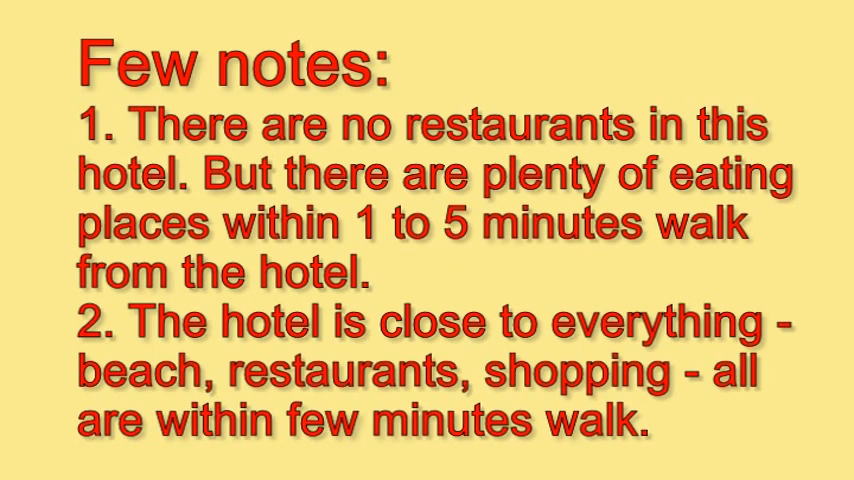 Few notes:
1. There are no restaurants in this
hotel. But there are plenty of eating
places within 1 to 5 minutes walk
from the hotel.
2. The hotel is close to everything -
beach, restaurants, shopping - all
are within few minutes walk.